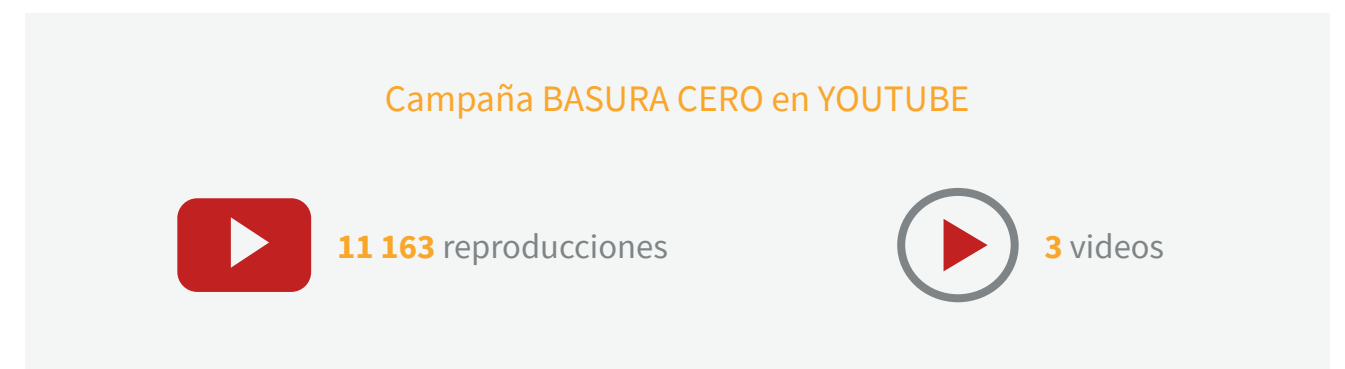 Campaña BASURA CERO en YOUTUBE
11 163 reproducciones
3 videos